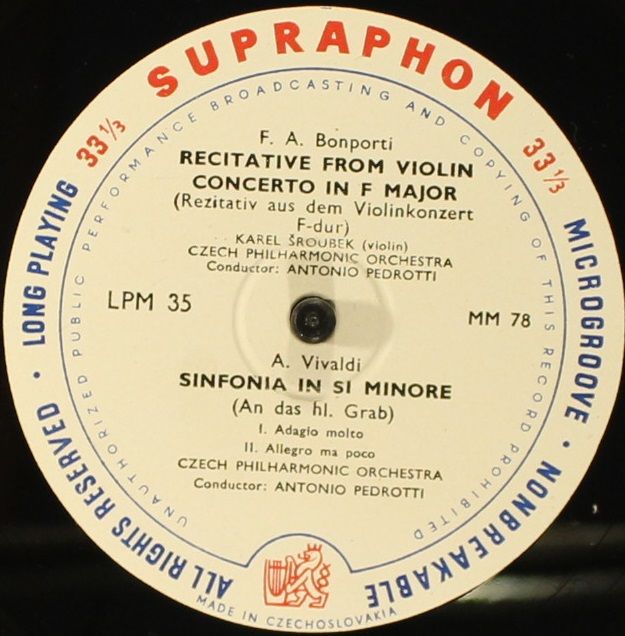 SUPRAPHON
33⅓
33⅓
LONG PLAYING
MICROGROOVE • NONBREAKABLE
• ALL RIGHTS RESERVED
UNAUTHORIZED PUBLIC PERFORMANCE BROADCASTING AND COPYING OF THIS RECORD PROHIBITED
F. A. Bonporti
RECITATIVE FROM VIOLIN
CONCERTO IN F MAJOR
(Rezitativ aus dem Violinkonzert
F-dur)
KAREL ŠROUBEK (violin)
CZECH PHILHARMONIC ORCHESTRA
Conductor: ANTONIO PEDROTTI
LPM 35
MM 78
A. Vivaldi
SINFONIA IN SI MINORE
(An das hl. Grab)
I. Adagio molto
II. Allegro ma poco
CZECH PHILHARMONIC ORCHESTRA
Conductor: ANTONIO PEDROTTI
MADE IN CZECHOSLOVAKIA